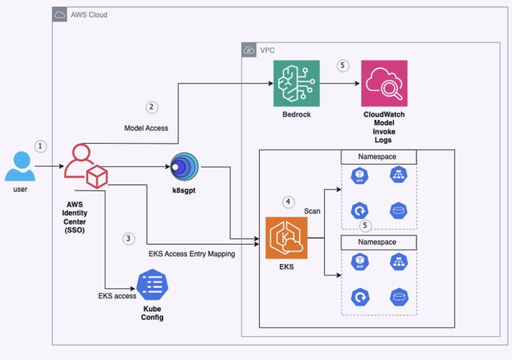 AWS Cloud
VPC
5
2
Bedrock
CloudWatch
Model
Invoke
Logs
Model Access
1
Namespace
user
k8sgpt
AWS
Identity
Center
(SSO)
4
Scan
5
3
Namespace
EKS Access Entry Mapping
EKS
EKS access
Kube
Config